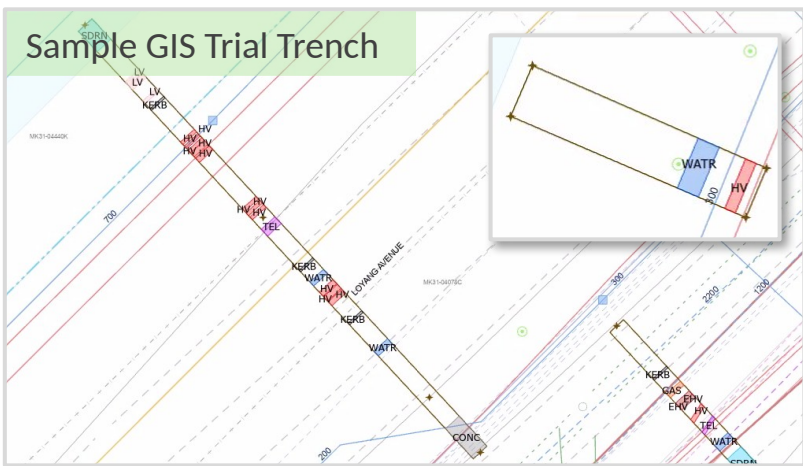 Sample GIS Trial Trench
SDRN
LV
LV
LV
KERB
HV
HV
HV
HV
HV
MK31-04440K
700
HV
HV
HV
TEL
KERB
WATR
HV
HV
HV
LOYANG AVENUE
KERB
WATR
MK31-04076C
CONC
200
WATR
HV
300
300
2200
1200
KERB
GAS
EHV
EHV
HV
TEL
WATR
SDRN